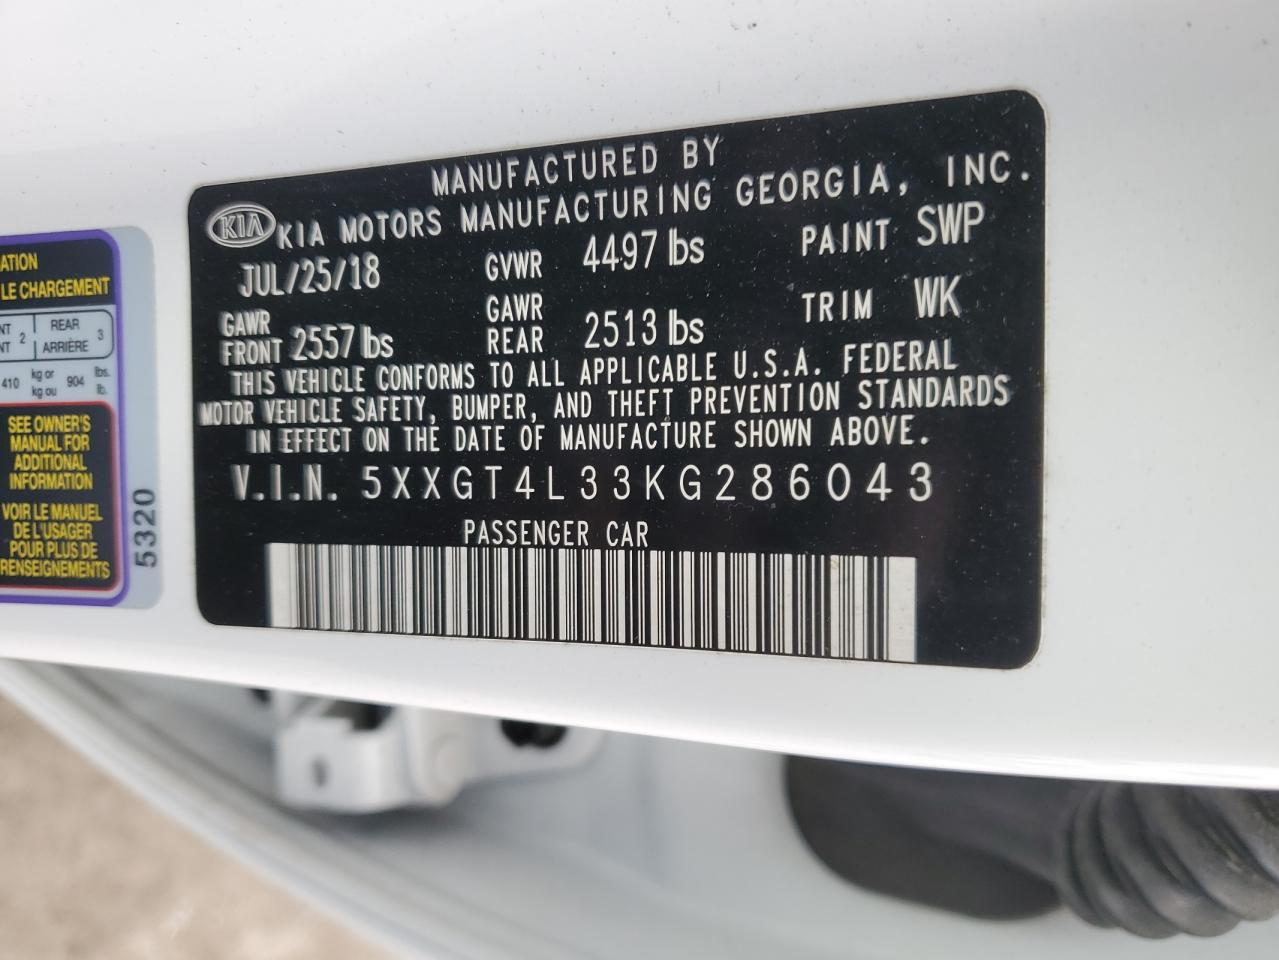 MANUFACTURED BY
KIA KIA MOTORS MANUFACTURING GEORGIA, INC.
JUL/25/18 GVWR 4497 lbs PAINT SWP
GAWR FRONT 2557 lbs GAWR REAR 2513 lbs TRIM WK
THIS VEHICLE CONFORMS TO ALL APPLICABLE U.S.A. FEDERAL
MOTOR VEHICLE SAFETY, BUMPER, AND THEFT PREVENTION STANDARDS
IN EFFECT ON THE DATE OF MANUFACTURE SHOWN ABOVE.
V.I.N. 5XXGT4L33KG286043
PASSENGER CAR
ATION
LE CHARGEMENT
NT 2 REAR 3
NT ARRIÈRE
410 kg or 904 lbs.
kg ou lb.
SEE OWNER'S
MANUAL FOR
ADDITIONAL
INFORMATION
VOIR LE MANUEL
DE L'USAGER
POUR PLUS DE
RENSEIGNEMENTS
5320